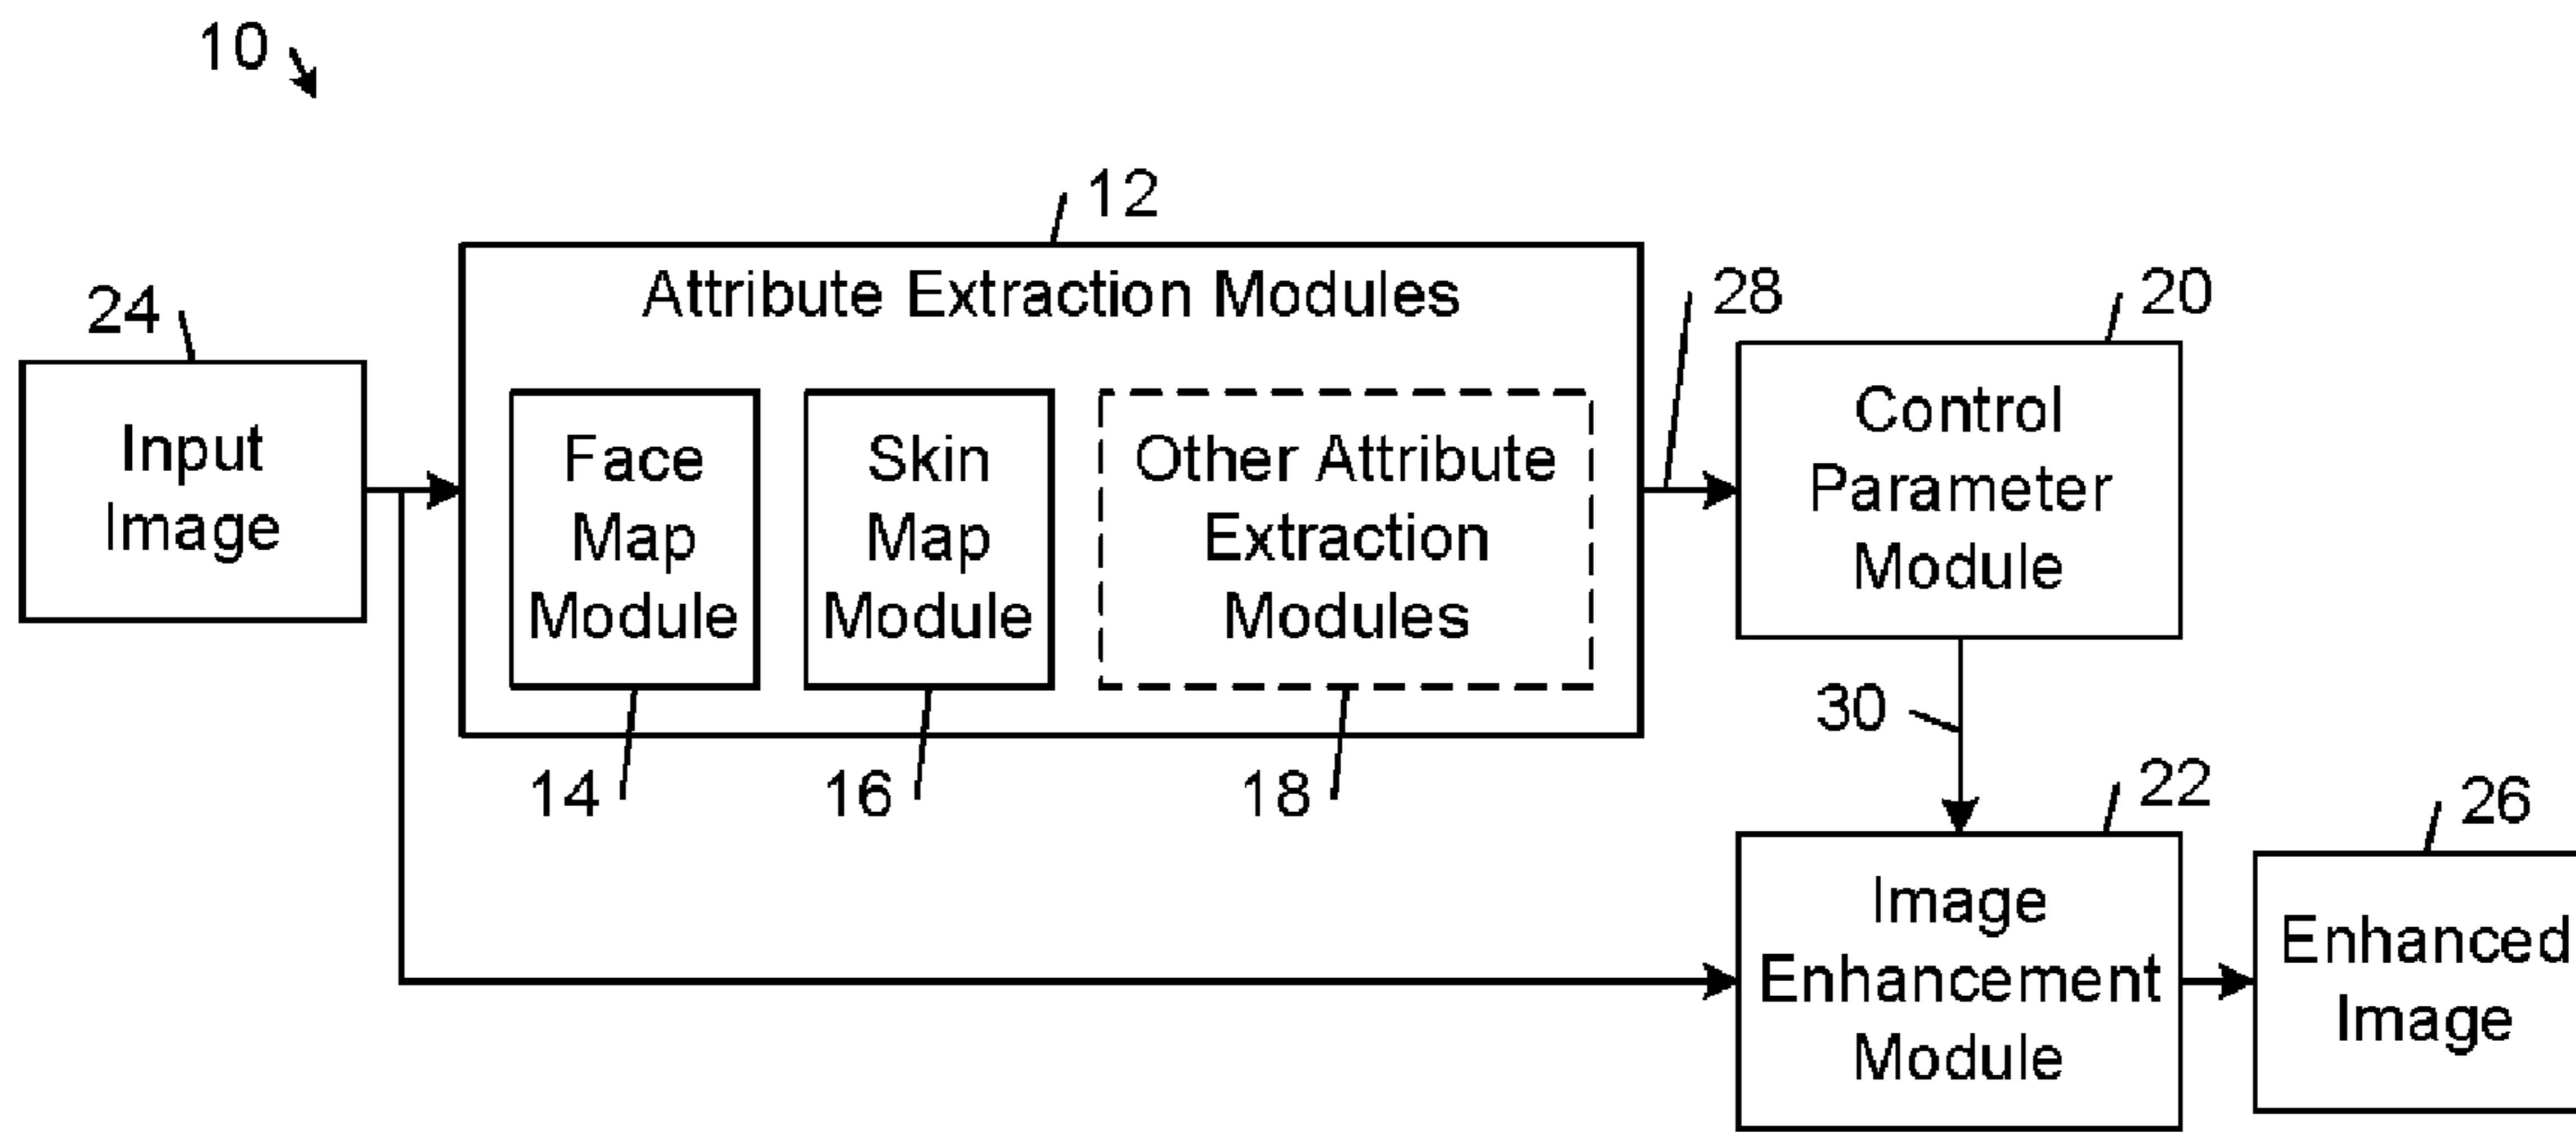 10
12
Attribute Extraction Modules
24
28
20
Input
Image
Face
Map
Module
Skin
Map
Module
Other Attribute
Extraction
Modules
Control
Parameter
Module
14
16
18
30
22
26
Image
Enhancement
Module
Enhanced
Image